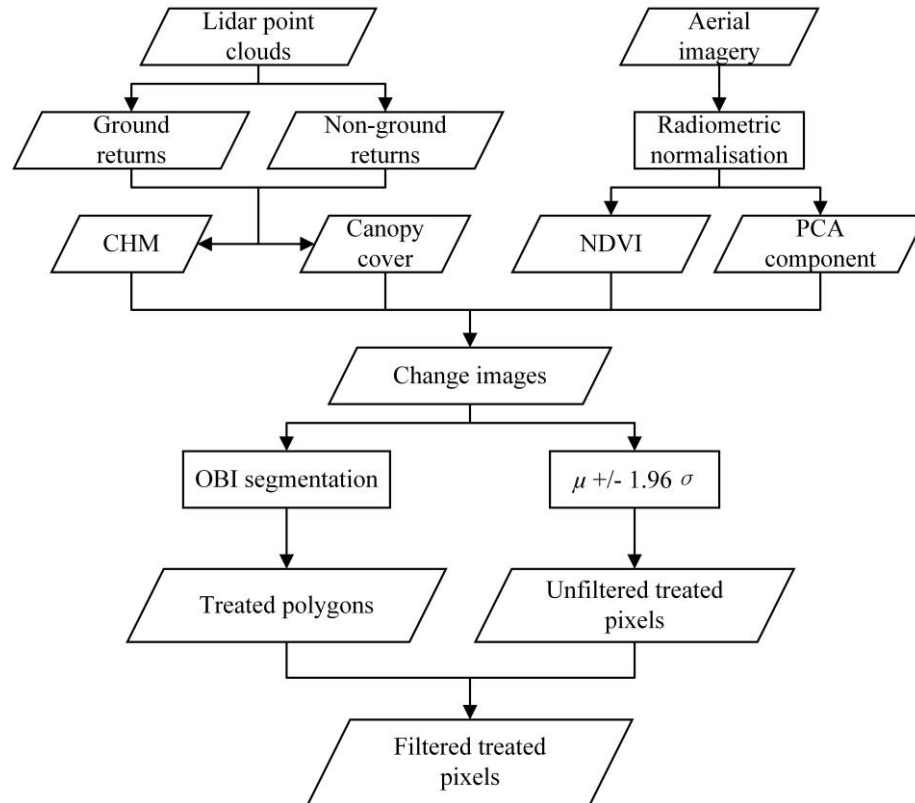 Lidar point
clouds
Aerial
imagery
Ground
returns
Non-ground
returns
Radiometric
normalisation
CHM
Canopy
cover
NDVI
PCA
component
Change images
OBI segmentation
μ +/- 1.96 σ
Treated polygons
Unfiltered treated
pixels
Filtered treated
pixels